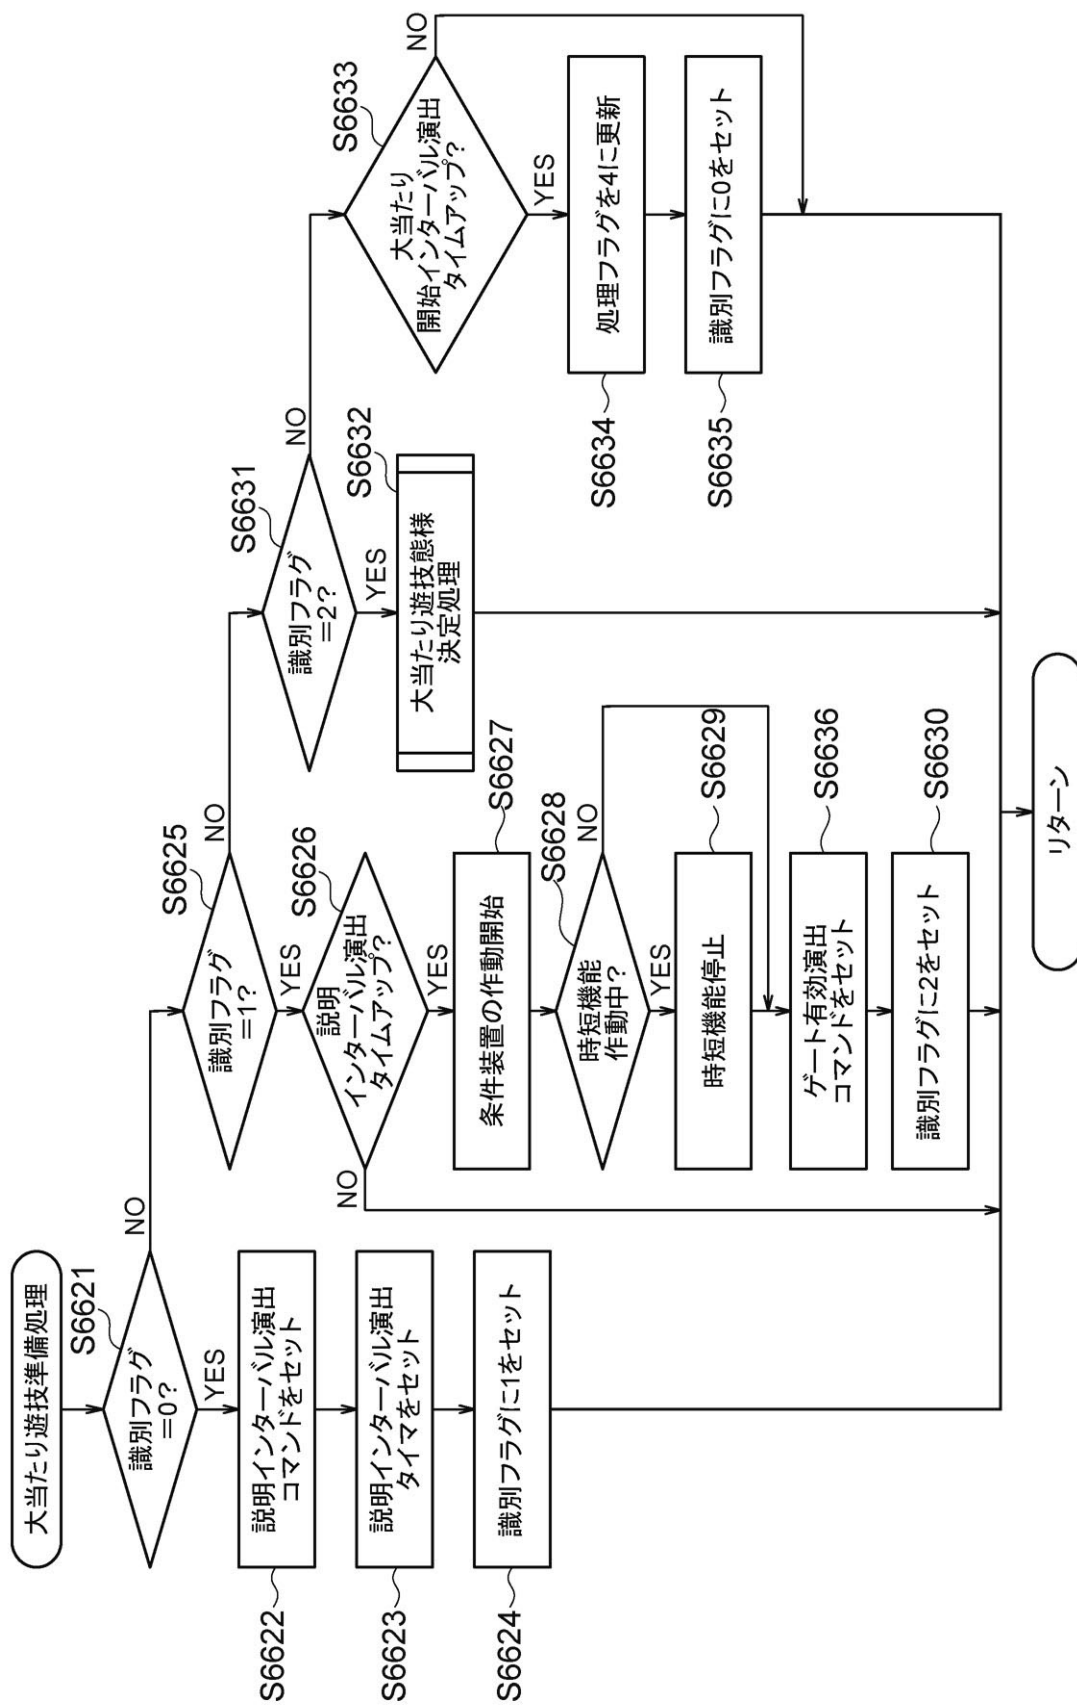 大当たり遊技準備処理
S6621
識別フラグ
=0?
NO
YES
S6622
説明インターバル演出
コマンドをセット
S6623
説明インターバル演出
タイマをセット
S6624
識別フラグに1をセット
S6625
識別フラグ
=1?
NO
YES
S6626
説明
インターバル演出
タイムアップ?
NO
YES
S6627
条件装置の作動開始
S6628
時短機能
作動中?
NO
YES
S6629
時短機能停止
S6636
ゲート有効演出
コマンドをセット
S6630
識別フラグに2をセット
S6631
識別フラグ
=2?
NO
YES
S6632
大当たり遊技態様
決定処理
S6633
大当たり
開始インターバル演出
タイムアップ?
NO
YES
S6634
処理フラグを4に更新
S6635
識別フラグに0をセット
リターン